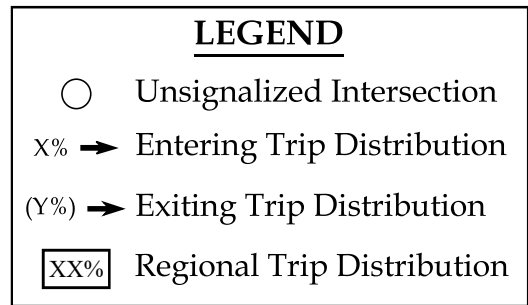 LEGEND
Unsignalized Intersection
X% Entering Trip Distribution
(Y%) Exiting Trip Distribution
XX% Regional Trip Distribution